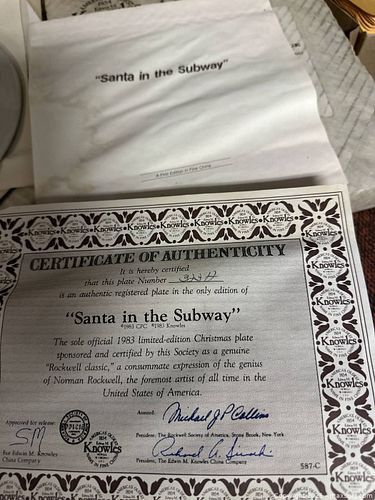 "Santa in the Subway"
A First Edition in Fine China
CERTIFICATE OF AUTHENTICITY
It is hereby certified
that this plate Number
is an authentic registered plate in the only edition of
"Santa in the Subway"
©1983 CPC ©1983 Knowles
The sole official 1983 limited-edition Christmas plate
sponsored and certified by this Society as a genuine
"Rockwell classic," a consummate expression of the genius
of Norman Rockwell, the foremost artist of all time in the
United States of America.
Approved for release:
SM
For Edwin M. Knowles
China Company
Knowles
Attested: Michael J P Collins
President, The Rockwell Society of America, Stony Brook, New York
President, The Edwin M. Knowles China Company
587-C